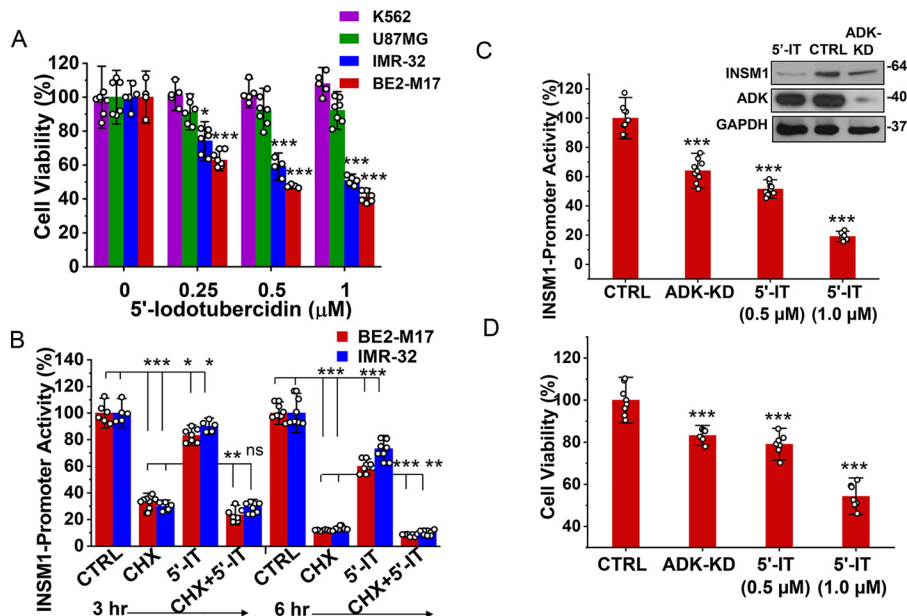 A
K562
U87MG
IMR-32
BE2-M17
Cell Viability (%)
140
120
100
80
60
40
20
0
*
***
***
***
***
***
0 0.25 0.5 1
5'-Iodotubercidin (µM)
B
BE2-M17
IMR-32
INSM1-Promoter Activity (%)
140
120
100
80
60
40
20
0
*** * *
** ns
*** ***
*** **
CTRL CHX 5'-IT CHX+5'-IT CTRL CHX 5'-IT CHX+5'-IT
3 hr 6 hr
C
5'-IT CTRL ADK-KD
INSM1 -64
ADK -40
GAPDH -37
INSM1-Promoter Activity (%)
140
120
100
80
60
40
20
0
***
***
***
CTRL ADK-KD 5'-IT 5'-IT
(0.5 µM) (1.0 µM)
D
Cell Viability (%)
120
100
80
60
40
***
***
***
CTRL ADK-KD 5'-IT 5'-IT
(0.5 µM) (1.0 µM)